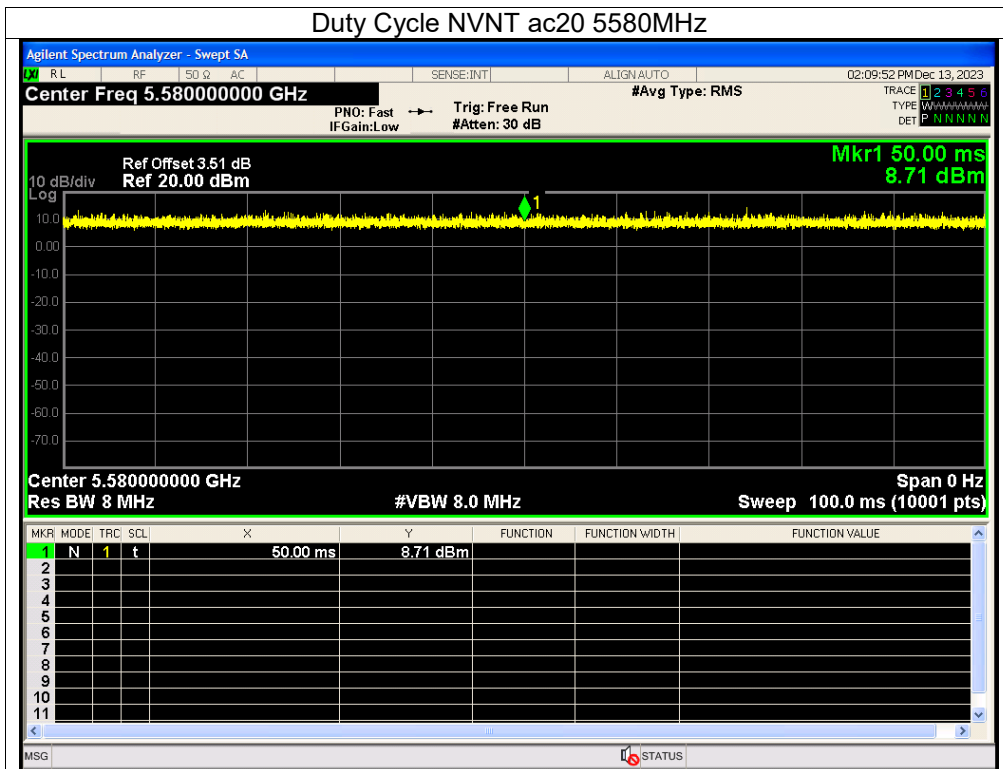 Duty Cycle NVNT ac20 5580MHz
Agilent Spectrum Analyzer - Swept SA
LXI RL RF 50 Ω AC SENSE:INT ALIGN AUTO 02:09:52 PM Dec 13, 2023
Center Freq 5.580000000 GHz #Avg Type: RMS TRACE 1 2 3 4 5 6
PNO: Fast Trig: Free Run TYPE WWWWWW
IFGain:Low #Atten: 30 dB DET P N N N N N
Mkr1 50.00 ms
8.71 dBm
Ref Offset 3.51 dB
10 dB/div Ref 20.00 dBm
Log
1
10.0
0.00
-10.0
-20.0
-30.0
-40.0
-50.0
-60.0
-70.0
Center 5.580000000 GHz Span 0 Hz
Res BW 8 MHz #VBW 8.0 MHz Sweep 100.0 ms (10001 pts)
MKR MODE TRC SCL X Y FUNCTION FUNCTION WIDTH FUNCTION VALUE
1 N 1 t 50.00 ms 8.71 dBm
2
3
4
5
6
7
8
9
10
11
MSG STATUS